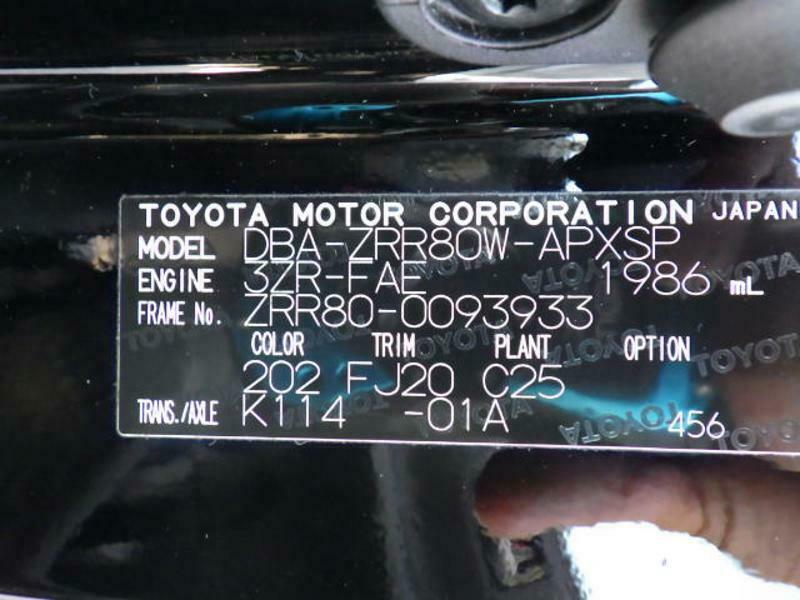 TOYOTA MOTOR CORPORATION JAPAN
MODEL DBA-ZRR80W-APXSP
ENGINE 3ZR-FAE 1986 mL
FRAME No. ZRR80-0093933
COLOR TRIM PLANT OPTION
202 FJ20 C25
TRANS./AXLE K114 -01A 456